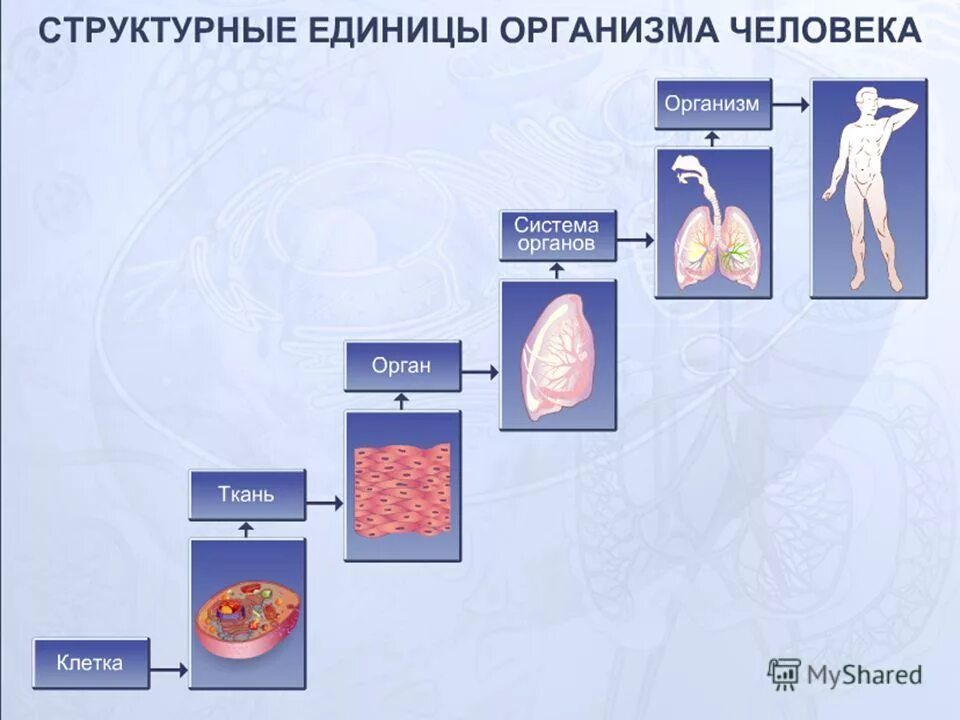 СТРУКТУРНЫЕ ЕДИНИЦЫ ОРГАНИЗМА ЧЕЛОВЕКА
Организм
Система
органов
Орган
Ткань
Клетка
MyShared